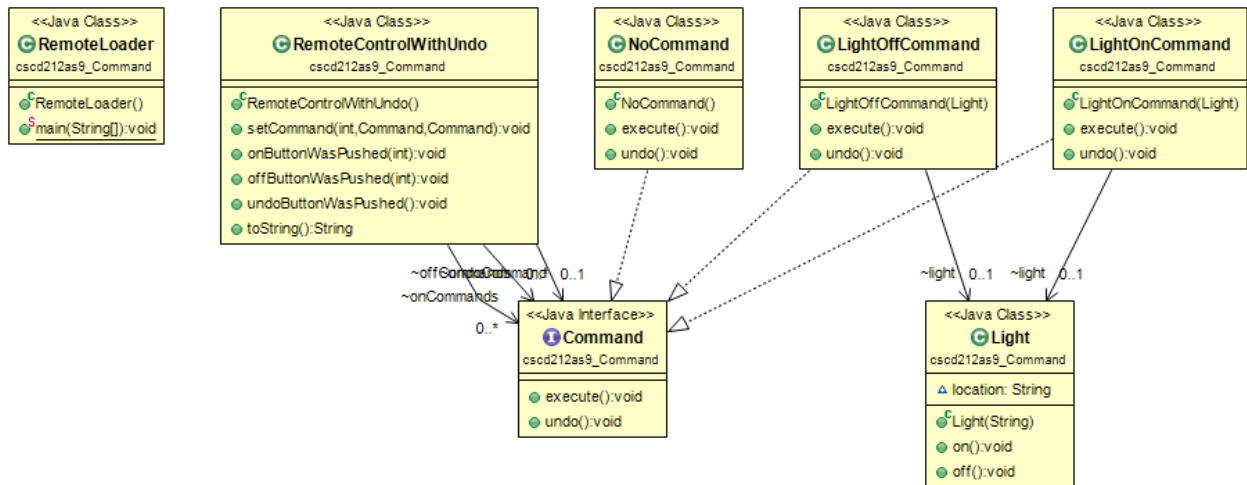 <<Java Class>>
RemoteLoader
cscd212as9_Command
RemoteLoader()
main(String[]):void
<<Java Class>>
RemoteControlWithUndo
cscd212as9_Command
RemoteControlWithUndo()
setCommand(int,Command,Command):void
onButtonWasPushed(int):void
offButtonWasPushed(int):void
undoButtonWasPushed():void
toString():String
<<Java Class>>
NoCommand
cscd212as9_Command
NoCommand()
execute():void
undo():void
<<Java Class>>
LightOffCommand
cscd212as9_Command
LightOffCommand(Light)
execute():void
undo():void
<<Java Class>>
LightOnCommand
cscd212as9_Command
LightOnCommand(Light)
execute():void
undo():void
0..1
~onCommands
0..*
~light 0..1
~light 0..1
<<Java Interface>>
Command
cscd212as9_Command
execute():void
undo():void
<<Java Class>>
Light
cscd212as9_Command
location: String
Light(String)
on():void
off():void